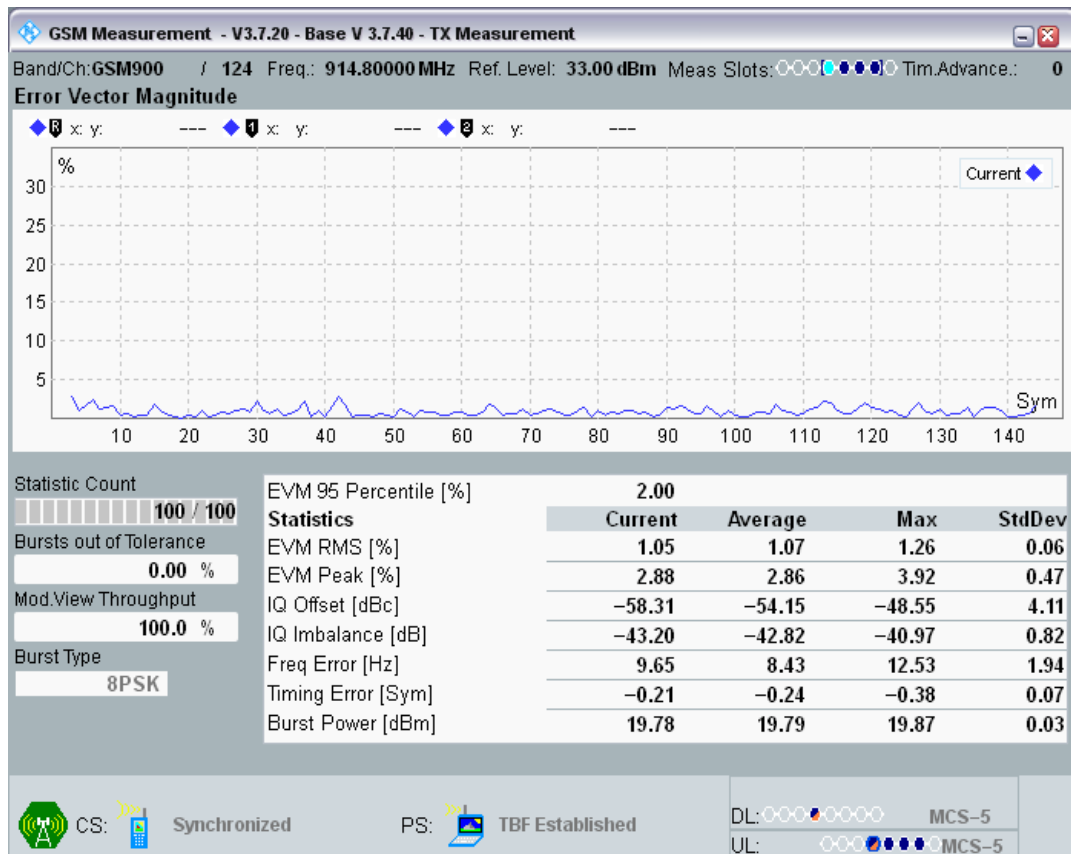 GSM Measurement - V3.7.20 - Base V 3.7.40 - TX Measurement
Band/Ch:GSM900 / 124 Freq.: 914.80000 MHz Ref. Level: 33.00 dBm Meas Slots: Tim.Advance.: 0
Error Vector Magnitude
R x: y: --- 1 x: y: --- 2 x: y: ---
%
Current
30
25
20
15
10
5
Sym
10 20 30 40 50 60 70 80 90 100 110 120 130 140
Statistic Count
100 / 100
Bursts out of Tolerance
0.00 %
Mod.View Throughput
100.0 %
Burst Type
8PSK
EVM 95 Percentile [%] 2.00
Statistics Current Average Max StdDev
EVM RMS [%] 1.05 1.07 1.26 0.06
EVM Peak [%] 2.88 2.86 3.92 0.47
IQ Offset [dBc] −58.31 −54.15 −48.55 4.11
IQ Imbalance [dB] −43.20 −42.82 −40.97 0.82
Freq Error [Hz] 9.65 8.43 12.53 1.94
Timing Error [Sym] −0.21 −0.24 −0.38 0.07
Burst Power [dBm] 19.78 19.79 19.87 0.03
CS: Synchronized PS: TBF Established
DL: MCS−5
UL: MCS−5